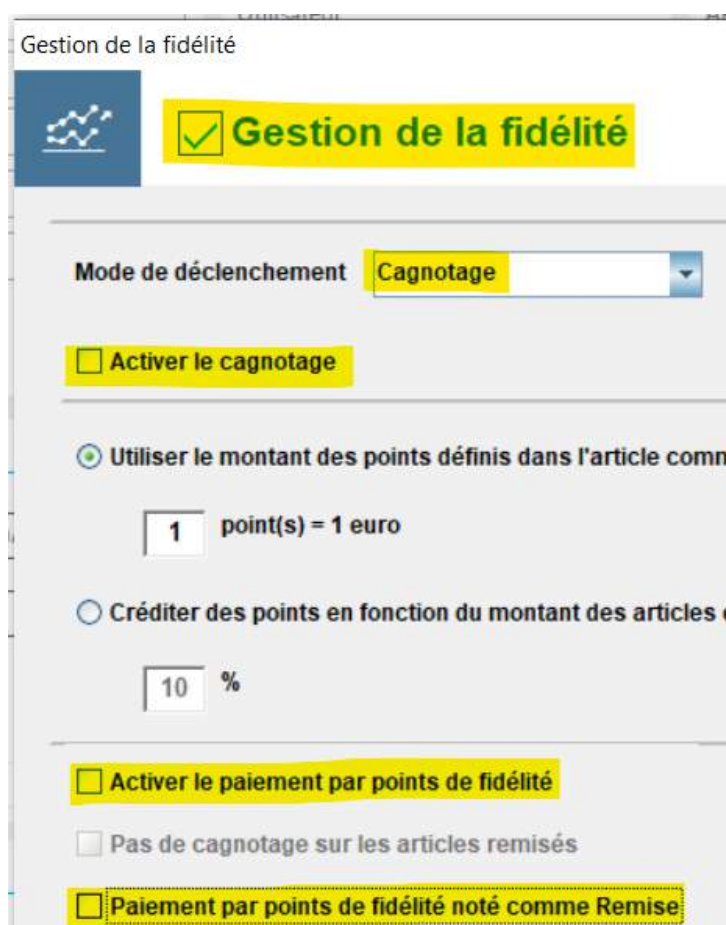 Utilisateur
Gestion de la fidélité
Gestion de la fidélité
Mode de déclenchement Cagnotage
Activer le cagnotage
Utiliser le montant des points définis dans l'article
1 point(s) = 1 euro
Créditer des points en fonction du montant des articles
10 %
Activer le paiement par points de fidélité
Pas de cagnotage sur les articles remisés
Paiement par points de fidélité noté comme Remise